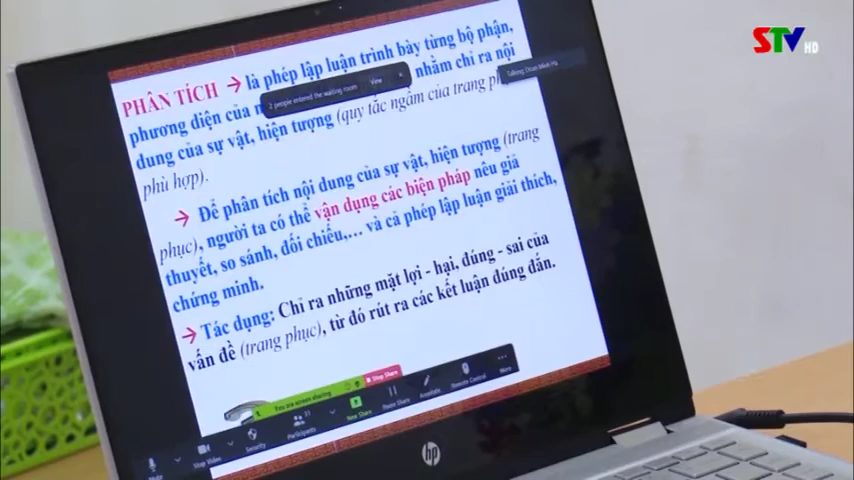 STV HD
PHÂN TÍCH → là phép lập luận trình bày từng bộ phận,
phương diện của nhằm chỉ ra nội
dung của sự vật, hiện tượng (quy tắc ngầm của trang
phù hợp).
2 people entered the waiting room View
Talking: Doan Minh Ha
→ Để phân tích nội dung của sự vật, hiện tượng (trang
phục), người ta có thể vận dụng các biện pháp nêu giả
thuyết, so sánh, đối chiếu,... và cả phép lập luận giải thích,
chứng minh.
→ Tác dụng: Chỉ ra những mặt lợi - hại, đúng - sai của
vấn đề (trang phục), từ đó rút ra các kết luận đúng đắn.
You are screen sharing Stop Share
Mute Stop Video Security Participants 31 New Share Pause Share Annotate Remote Control More
hp